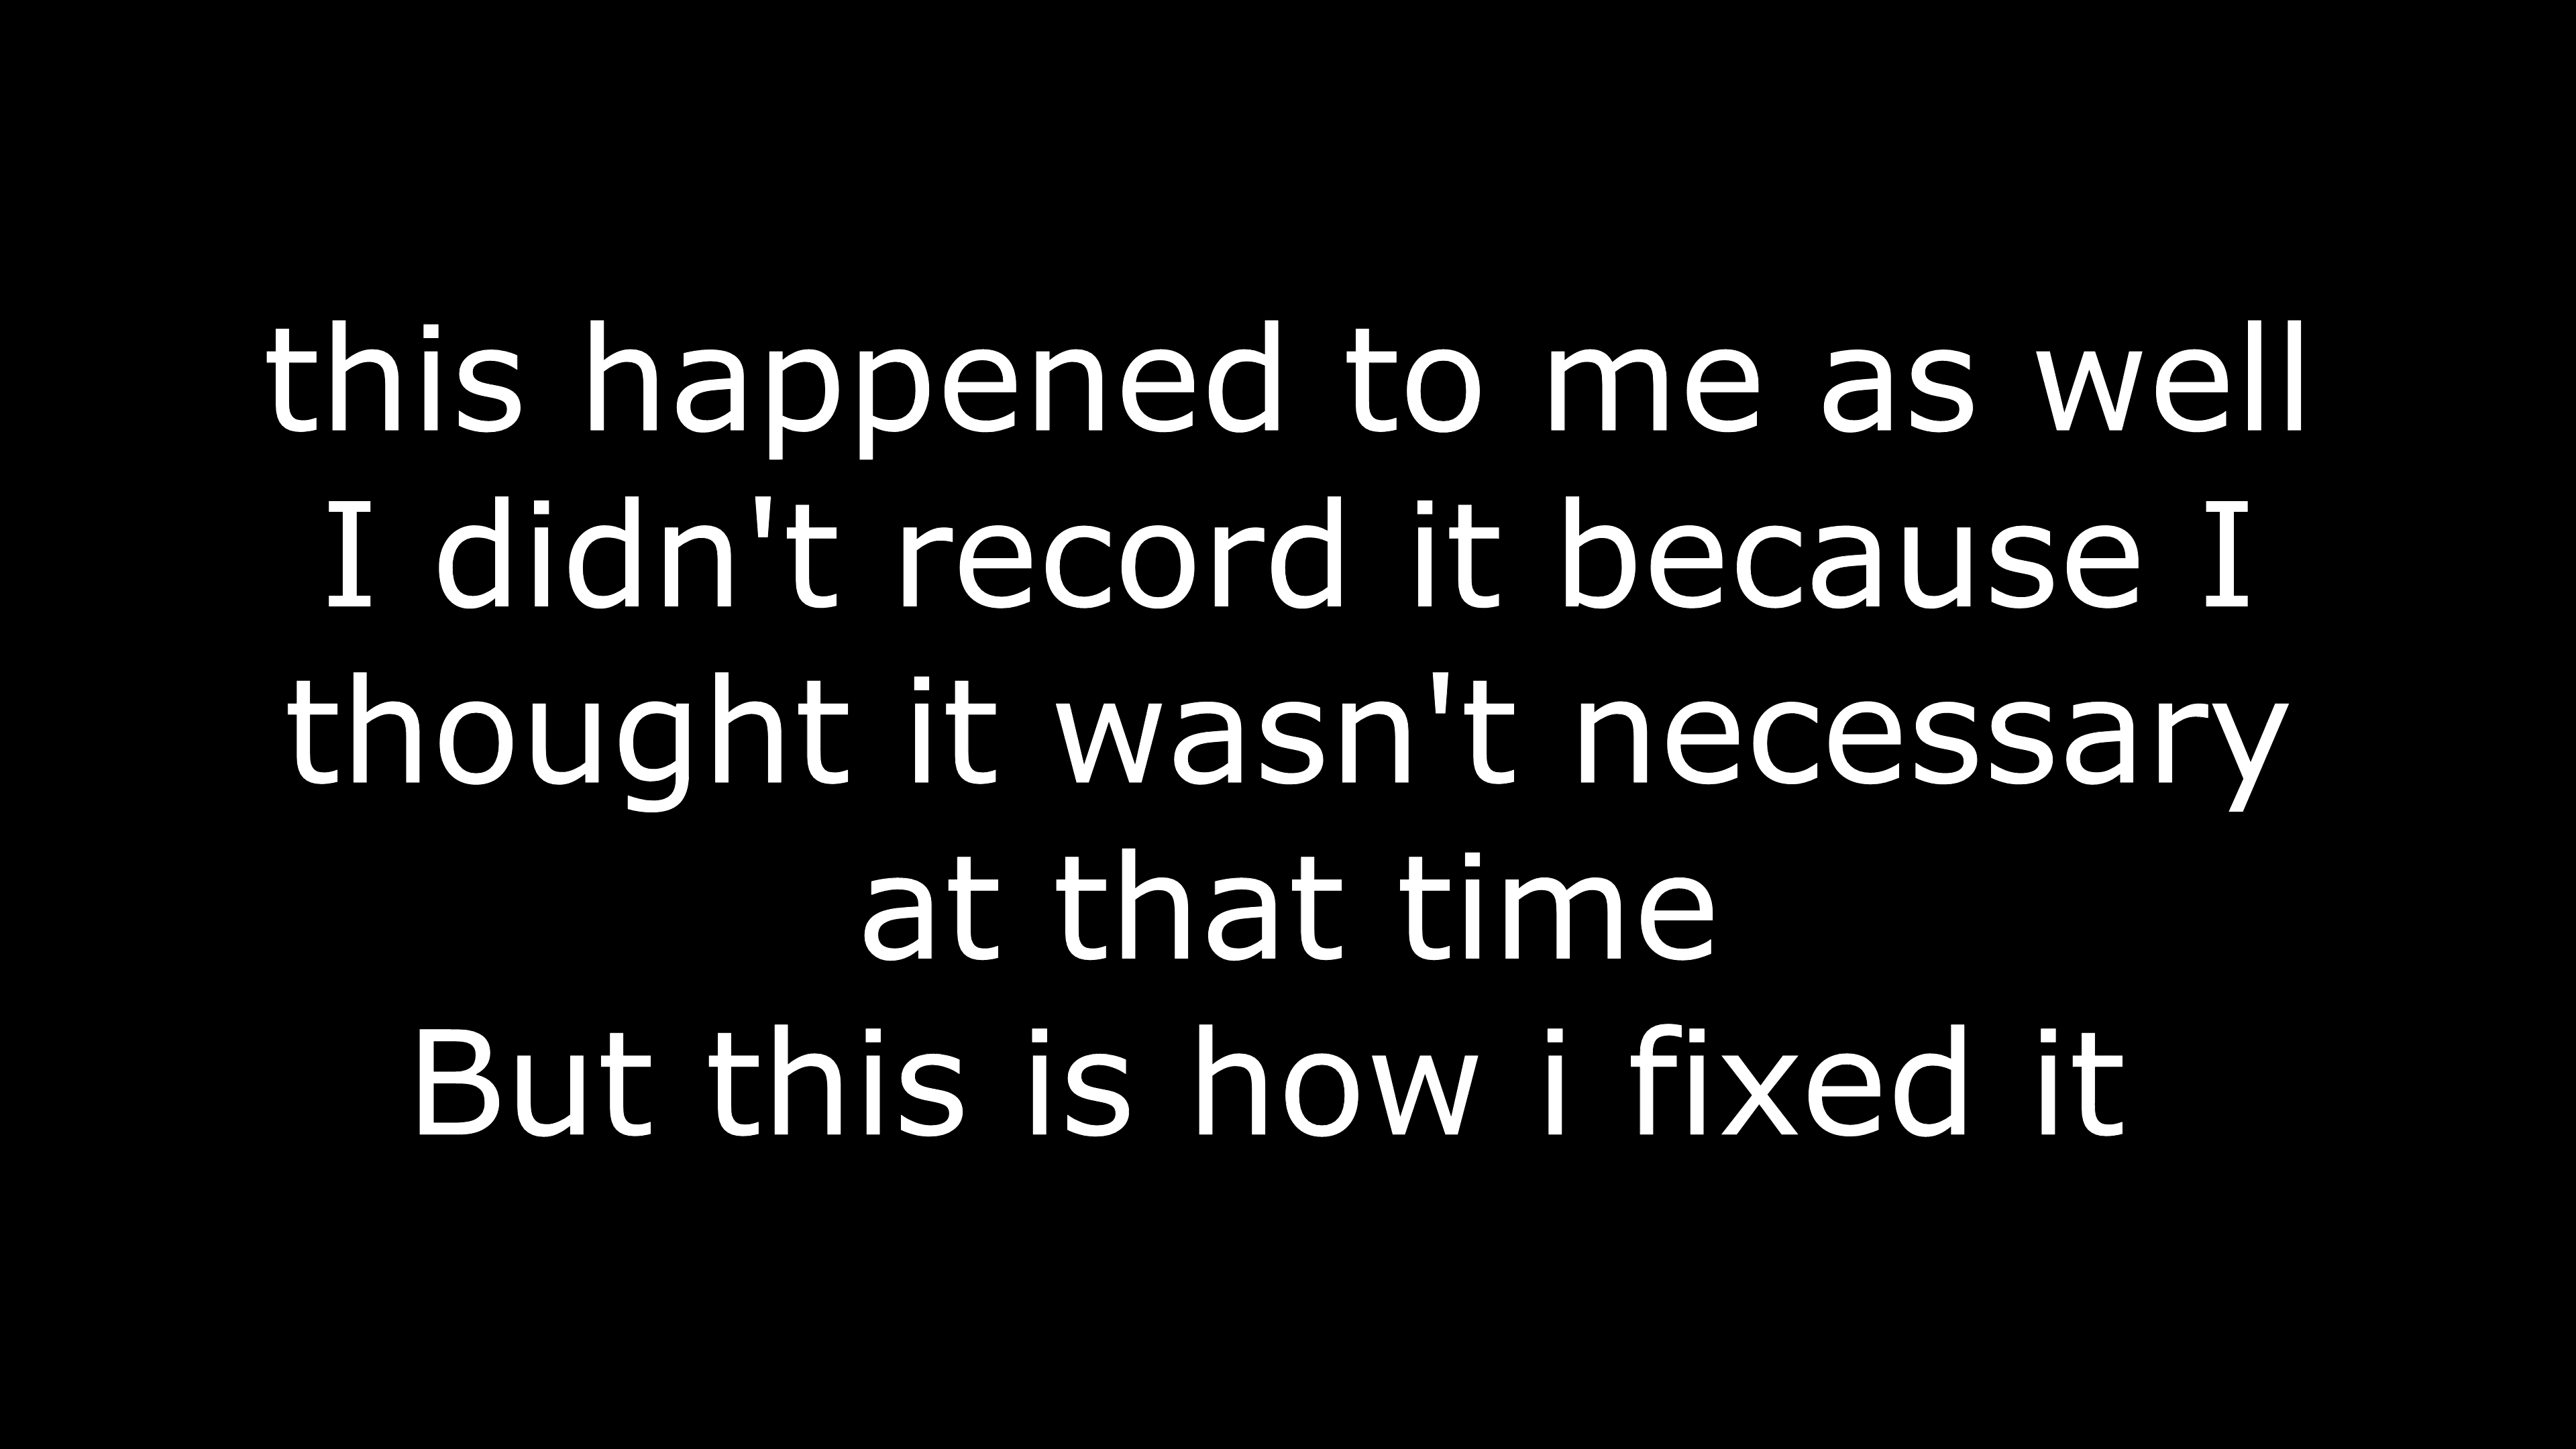 this happened to me as well
I didn't record it because I
thought it wasn't necessary
at that time
But this is how i fixed it